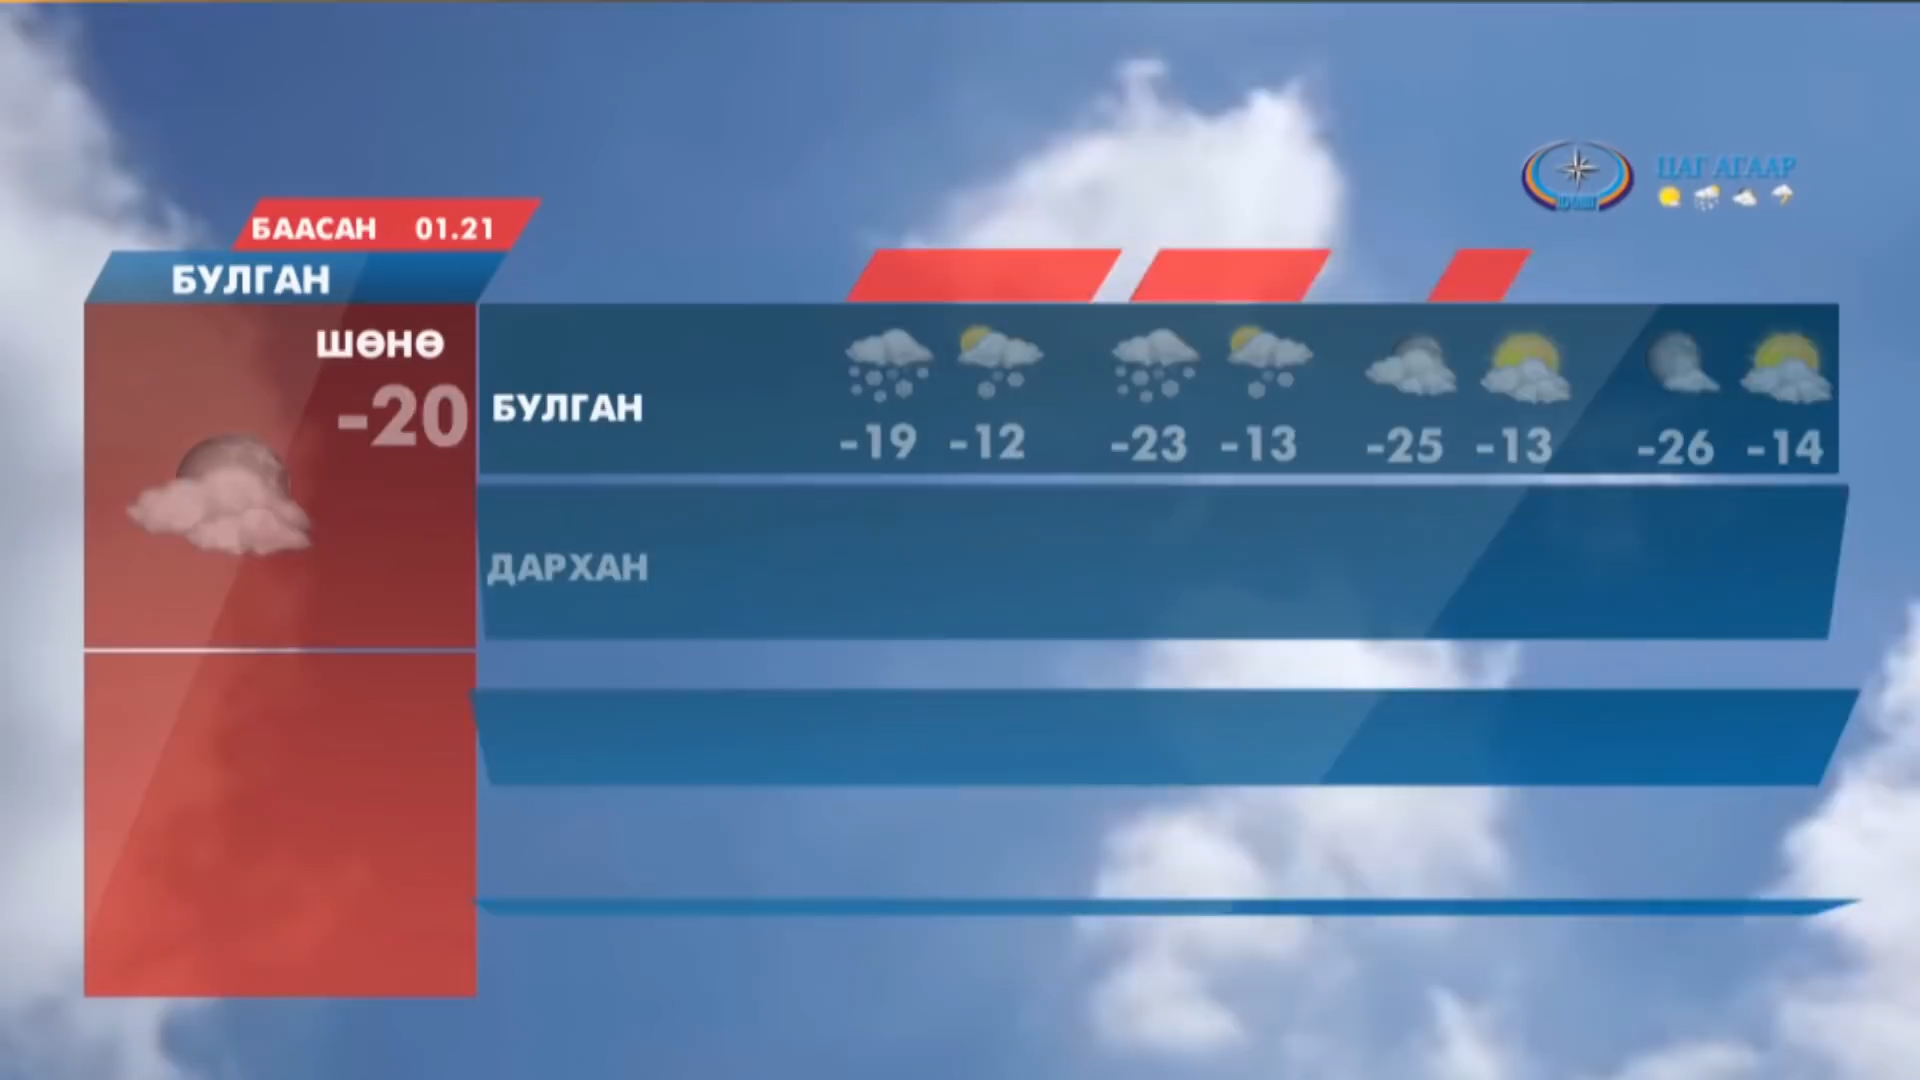 ЦАГ АГААР
БААСАН 01.21
БУЛГАН
ШӨНӨ
-20
БУЛГАН
-19 -12 -23 -13 -25 -13 -26 -14
ДАРХАН